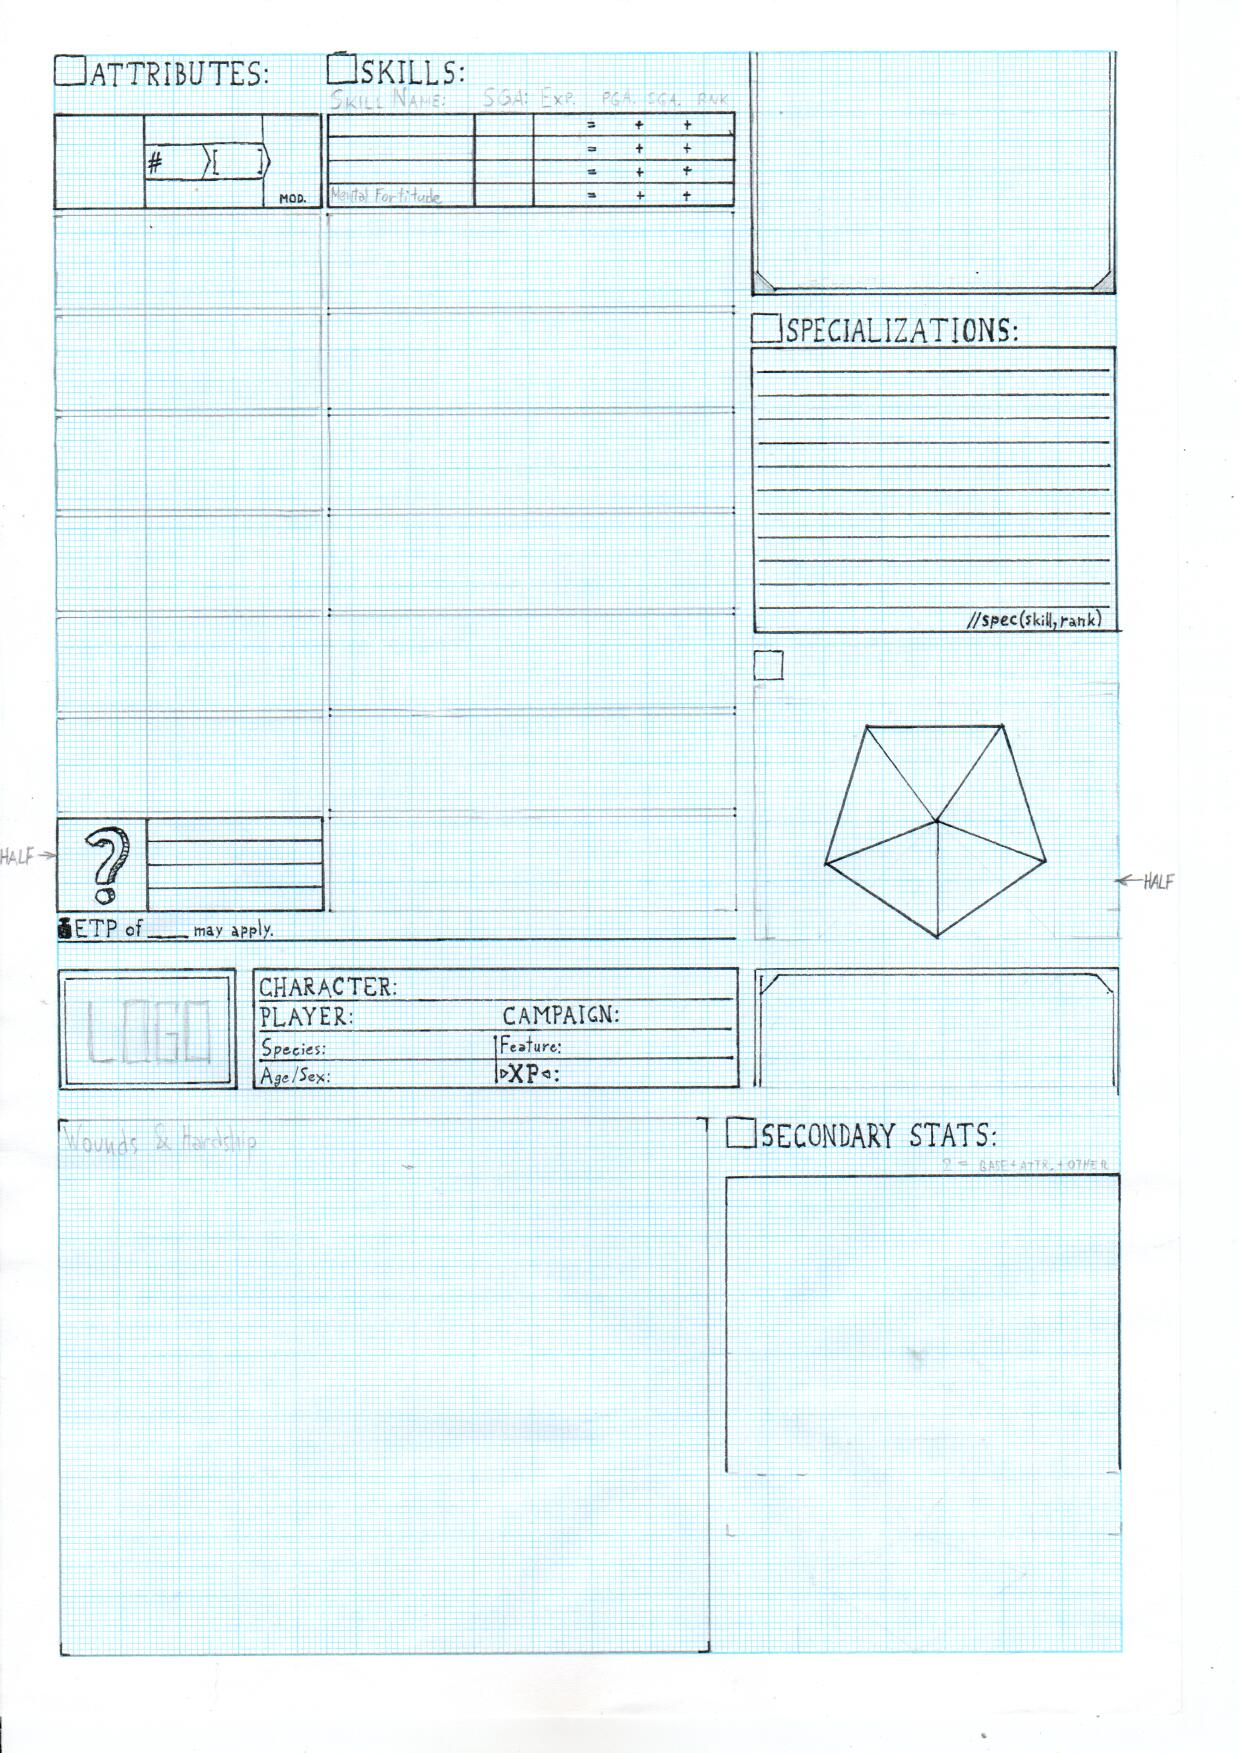 ATTRIBUTES:
SKILLS:
SKILL NAME: SGA: EXP. PGA. SGA. RNK
# [ ]
MOD.
= + +
= + +
= + +
Mental Fortitude = + +
SPECIALIZATIONS:
//spec(skill,rank)
HALF
?
HALF
ETP of ____ may apply.
LOGO
CHARACTER:
PLAYER: CAMPAIGN:
Species: Feature:
Age/Sex: XP:
Wounds & Hardship
SECONDARY STATS:
= BASE + ATTR. + OTHER